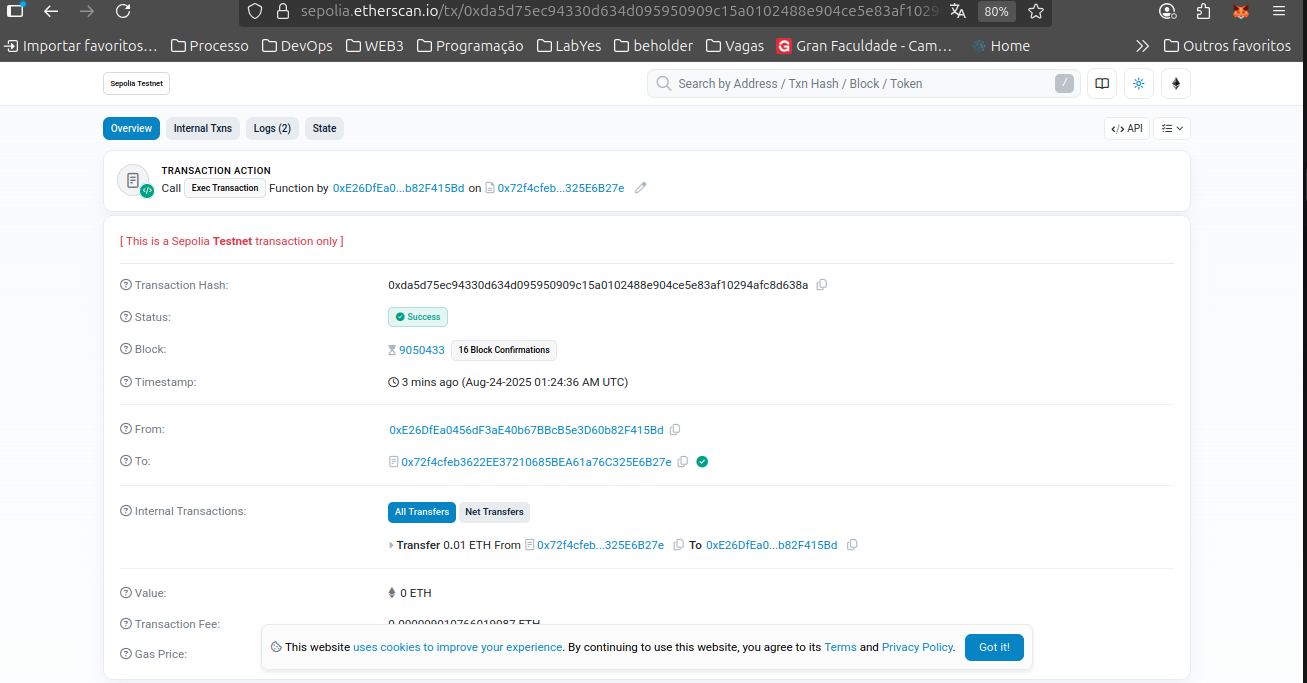 sepolia.etherscan.io/tx/0xda5d75ec94330d634d095950909c15a0102488e904ce5e83af1029 80%
Importar favoritos… Processo DevOps WEB3 Programação LabYes beholder Vagas Gran Faculdade - Cam… Home Outros favoritos
Sepolia Testnet Search by Address / Txn Hash / Block / Token /
Overview Internal Txns Logs (2) State API
TRANSACTION ACTION
Call Exec Transaction Function by 0xE26DfEa0...b82F415Bd on 0x72f4cfeb...325E6B27e
[ This is a Sepolia Testnet transaction only ]
Transaction Hash: 0xda5d75ec94330d634d095950909c15a0102488e904ce5e83af10294afc8d638a
Status: Success
Block: 9050433 16 Block Confirmations
Timestamp: 3 mins ago (Aug-24-2025 01:24:36 AM UTC)
From: 0xE26DfEa0456dF3aE40b67BBcB5e3D60b82F415Bd
To: 0x72f4cfeb3622EE37210685BEA61a76C325E6B27e
Internal Transactions: All Transfers Net Transfers
Transfer 0.01 ETH From 0x72f4cfeb...325E6B27e To 0xE26DfEa0...b82F415Bd
Value: 0 ETH
Transaction Fee: ETH
This website uses cookies to improve your experience. By continuing to use this website, you agree to its Terms and Privacy Policy. Got it!
Gas Price: